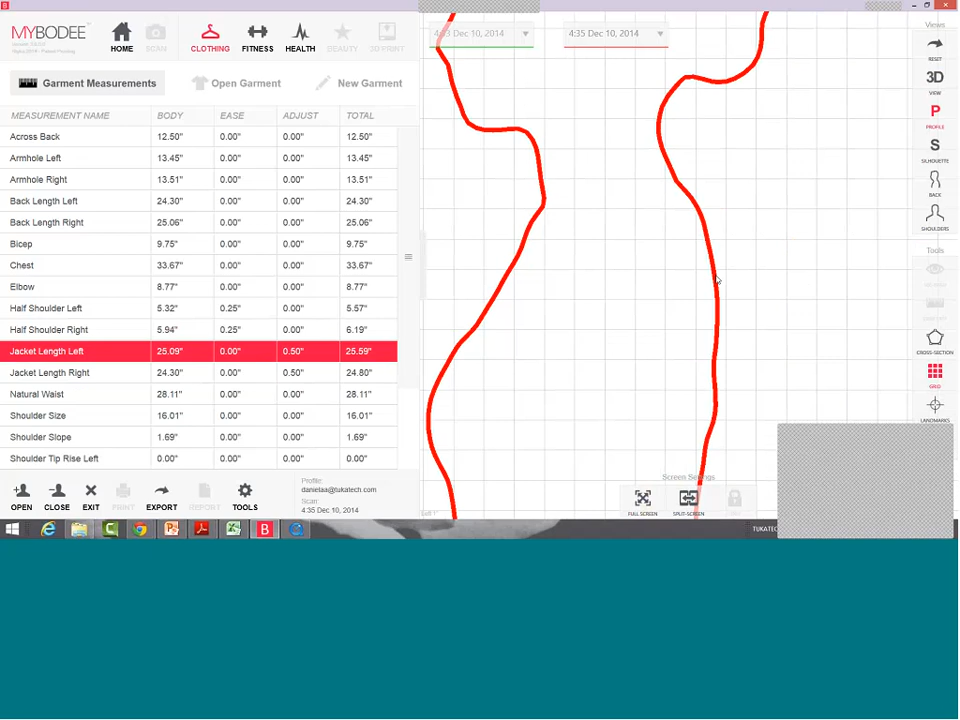 B
MYBODEE
HOME
SCAN
CLOTHING
FITNESS
HEALTH
BEAUTY
3D PRINT
Garment Measurements
Open Garment
New Garment
MEASUREMENT NAME BODY EASE ADJUST TOTAL
Across Back 12.50" 0.00" 0.00" 12.50"
Armhole Left 13.45" 0.00" 0.00" 13.45"
Armhole Right 13.51" 0.00" 0.00" 13.51"
Back Length Left 24.30" 0.00" 0.00" 24.30"
Back Length Right 25.06" 0.00" 0.00" 25.06"
Bicep 9.75" 0.00" 0.00" 9.75"
Chest 33.67" 0.00" 0.00" 33.67"
Elbow 8.77" 0.00" 0.00" 8.77"
Half Shoulder Left 5.32" 0.25" 0.00" 5.57"
Half Shoulder Right 5.94" 0.25" 0.00" 6.19"
Jacket Length Left 25.09" 0.00" 0.50" 25.59"
Jacket Length Right 24.30" 0.00" 0.50" 24.80"
Natural Waist 28.11" 0.00" 0.00" 28.11"
Shoulder Size 16.01" 0.00" 0.00" 16.01"
Shoulder Slope 1.69" 0.00" 0.00" 1.69"
Shoulder Tip Rise Left 0.00" 0.00" 0.00" 0.00"
OPEN
CLOSE
EXIT
PRINT
EXPORT
REPORT
TOOLS
Profile:
danielaa@tukatech.com
Scan:
4:35 Dec 10, 2014
Dec 10, 2014
4:35 Dec 10, 2014
Left 1"
Screen Settings
FULL SCREEN
SPLIT-SCREEN
Views
RESET
3D
VIEW
P
PROFILE
S
SILHOUETTE
BACK
SHOULDERS
Tools
CROSS-SECTION
GRID
LANDMARKS
B
TUKATEC